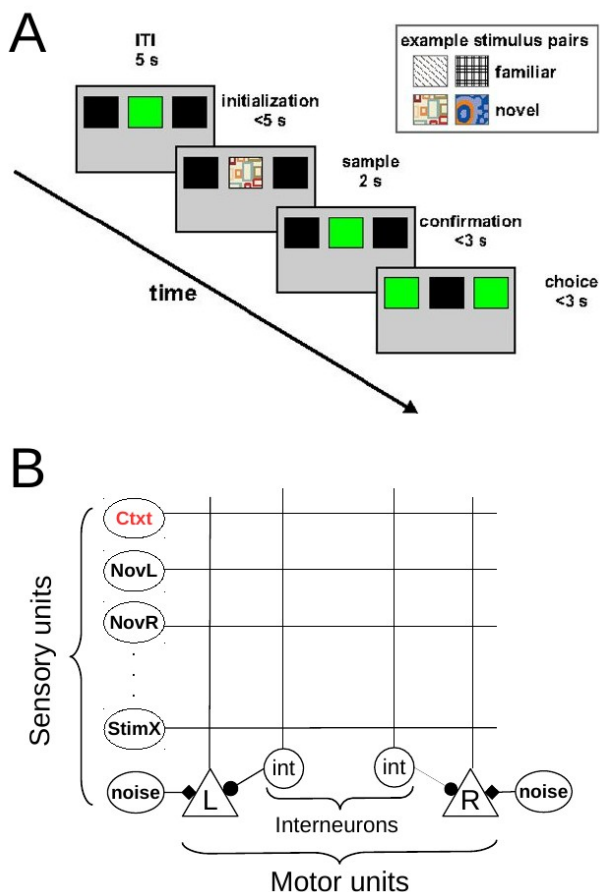 A
ITI
5 s
example stimulus pairs
familiar
novel
initialization
<5 s
sample
2 s
confirmation
<3 s
choice
<3 s
time
B
Sensory units
Ctxt
NovL
NovR
StimX
noise
L
int
int
R
noise
Interneurons
Motor units